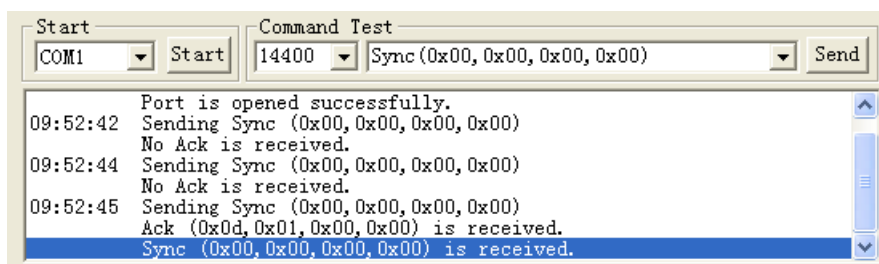 Start Command Test
COM1 Start 14400 Sync(0x00,0x00,0x00,0x00) Send
Port is opened successfully.
09:52:42 Sending Sync (0x00,0x00,0x00,0x00)
No Ack is received.
09:52:44 Sending Sync (0x00,0x00,0x00,0x00)
No Ack is received.
09:52:45 Sending Sync (0x00,0x00,0x00,0x00)
Ack (0x0d,0x01,0x00,0x00) is received.
Sync (0x00,0x00,0x00,0x00) is received.